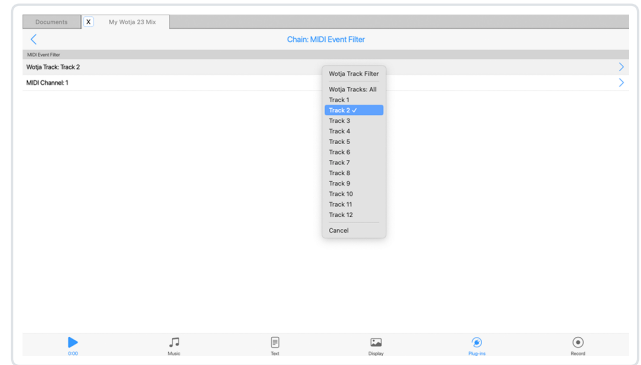 Documents X My Wotja 23 Mix
Chain: MIDI Event Filter
MIDI Event Filter
Wotja Track: Track 2
MIDI Channel: 1
Wotja Track Filter
Wotja Tracks: All
Track 1
Track 2 ✓
Track 3
Track 4
Track 5
Track 6
Track 7
Track 8
Track 9
Track 10
Track 11
Track 12
Cancel
0:00 Music Text Display Plug-ins Record